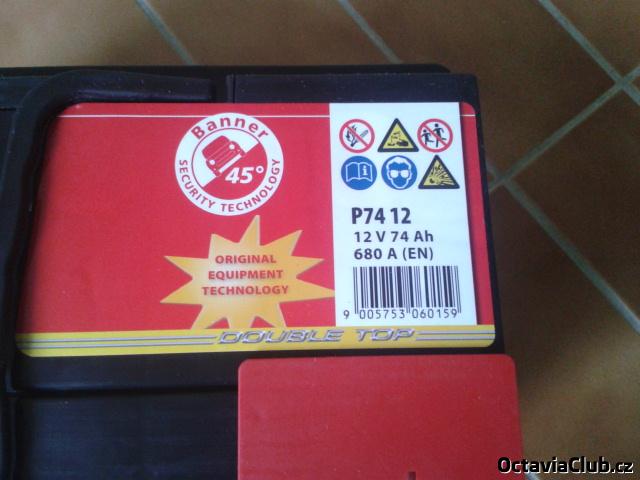 Banner
SECURITY TECHNOLOGY
45°
ORIGINAL
EQUIPMENT
TECHNOLOGY
P74 12
12 V 74 Ah
680 A (EN)
9 005753 060159
DOUBLE TOP
OctaviaClub.cz